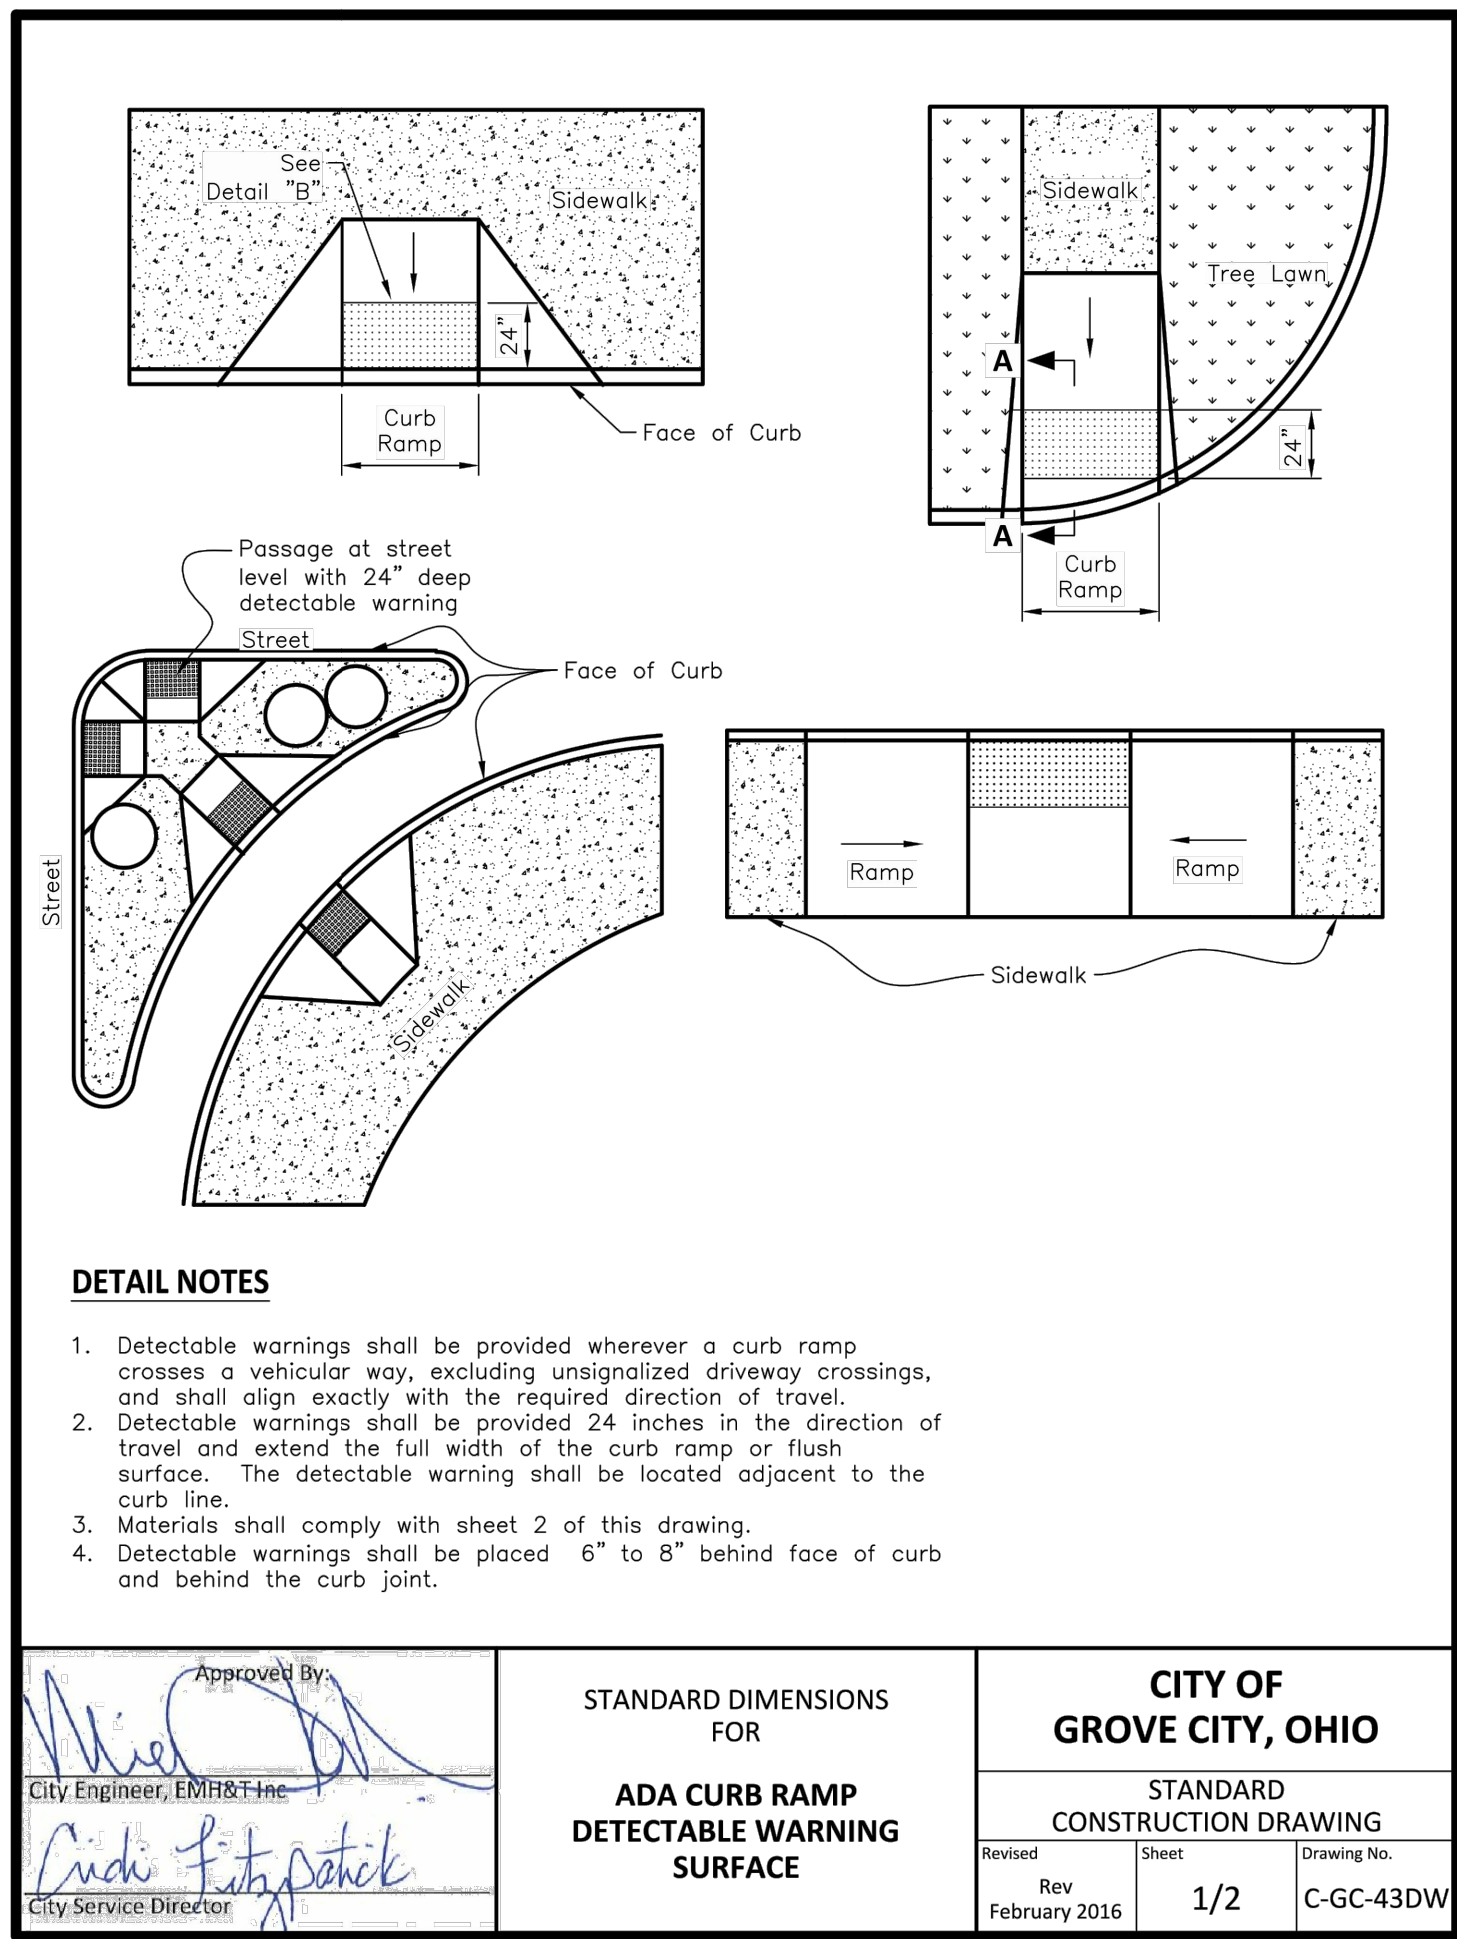 See
Detail "B"
Sidewalk
24"
Curb
Ramp
Face of Curb
Sidewalk
Tree Lawn
A
24"
A
Curb
Ramp
Passage at street
level with 24" deep
detectable warning
Street
Face of Curb
Street
Sidewalk
Ramp
Ramp
Sidewalk
DETAIL NOTES
1. Detectable warnings shall be provided wherever a curb ramp
crosses a vehicular way, excluding unsignalized driveway crossings,
and shall align exactly with the required direction of travel.
2. Detectable warnings shall be provided 24 inches in the direction of
travel and extend the full width of the curb ramp or flush
surface. The detectable warning shall be located adjacent to the
curb line.
3. Materials shall comply with sheet 2 of this drawing.
4. Detectable warnings shall be placed 6" to 8" behind face of curb
and behind the curb joint.
Approved By:
City Engineer, EMH&T Inc
Cindi Fitzpatrick
City Service Director
STANDARD DIMENSIONS
FOR
ADA CURB RAMP
DETECTABLE WARNING
SURFACE
CITY OF
GROVE CITY, OHIO
STANDARD
CONSTRUCTION DRAWING
Revised
Rev
February 2016
Sheet
1/2
Drawing No.
C-GC-43DW